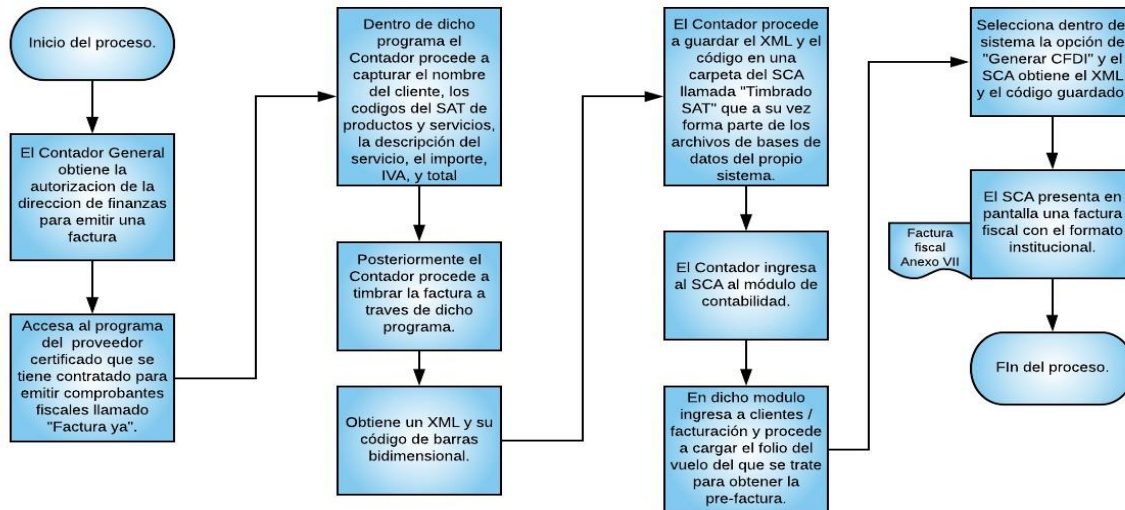 Inicio del proceso.
El Contador General
obtiene la
autorizacion de la
direccion de finanzas
para emitir una
factura
Accesa al programa
del proveedor
certificado que se
tiene contratado para
emitir comprobantes
fiscales llamado
"Factura ya".
Dentro de dicho
programa el
Contador procede a
capturar el nombre
del cliente, los
codigos del SAT de
productos y servicios,
la descripción del
servicio, el importe,
IVA, y total
Posteriormente el
Contador procede a
timbrar la factura a
traves de dicho
programa.
Obtiene un XML y su
código de barras
bidimensional.
El Contador procede
a guardar el XML y el
código en una
carpeta del SCA
llamada "Timbrado
SAT" que a su vez
forma parte de los
archivos de bases de
datos del propio
sistema.
El Contador ingresa
al SCA al módulo de
contabilidad.
En dicho modulo
ingresa a clientes /
facturación y procede
a cargar el folio del
vuelo del que se trate
para obtener la
pre-factura.
Selecciona dentro de
sistema la opción de
"Generar CFDI" y el
SCA obtiene el XML
y el código guardado
El SCA presenta en
pantalla una factura
fiscal con el formato
institucional.
Factura
fiscal
Anexo VII
FIn del proceso.